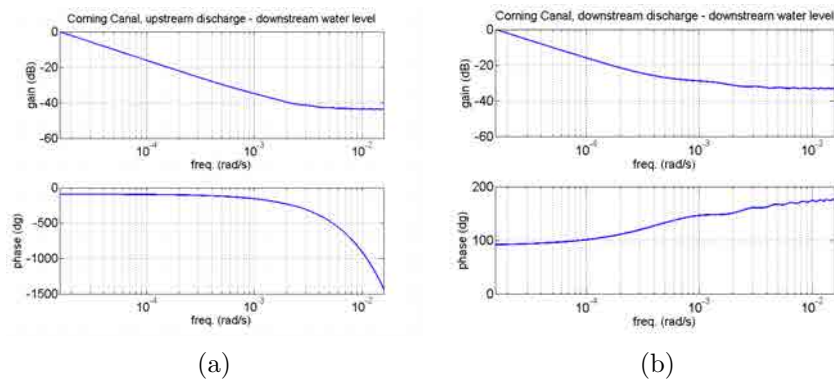 Corning Canal, upstream discharge - downstream water level
gain (dB)
0
-20
-40
-60
10^-4
10^-3
10^-2
freq. (rad/s)
phase (dg)
0
-500
-1000
-1500
10^-4
10^-3
10^-2
freq. (rad/s)
(a)
Corning Canal, downstream discharge - downstream water level
gain (dB)
0
-20
-40
-60
10^-4
10^-3
10^-2
freq. (rad/s)
phase (dg)
200
100
0
10^-4
10^-3
10^-2
freq. (rad/s)
(b)